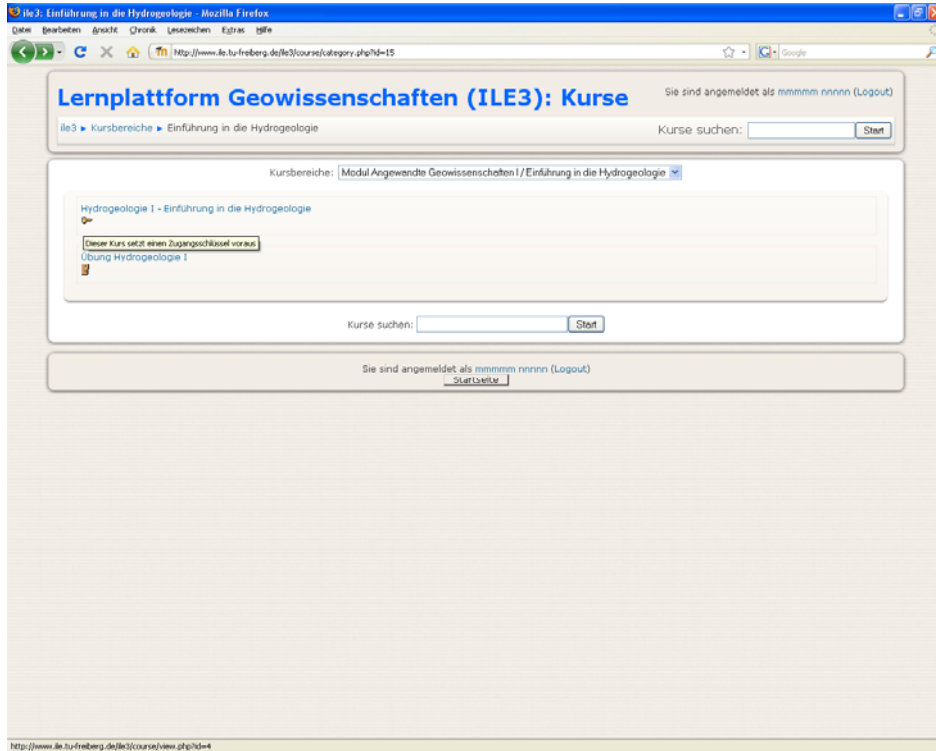 ile3: Einführung in die Hydrogeologie - Mozilla Firefox
Datei Bearbeiten Ansicht Chronik Lesezeichen Extras Hilfe
http://www.ile.tu-freiberg.de/ile3/course/category.php?id=15
Google
Lernplattform Geowissenschaften (ILE3): Kurse
Sie sind angemeldet als mmmmm nnnnn (Logout)
ile3 ► Kursbereiche ► Einführung in die Hydrogeologie
Kurse suchen: Start
Kursbereiche: Modul Angewandte Geowissenschaften I / Einführung in die Hydrogeologie
Hydrogeologie I - Einführung in die Hydrogeologie
Dieser Kurs setzt einen Zugangsschlüssel voraus
Übung Hydrogeologie I
Kurse suchen: Start
Sie sind angemeldet als mmmmm nnnnn (Logout)
Startseite
http://www.ile.tu-freiberg.de/ile3/course/view.php?id=4